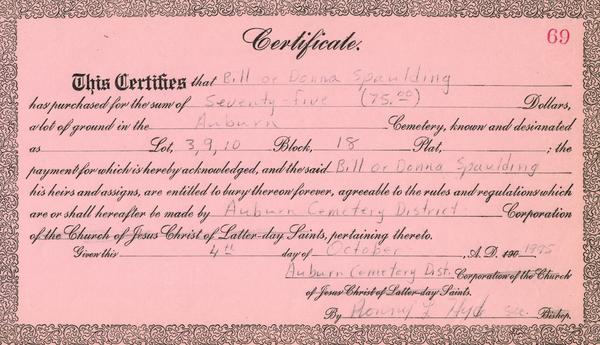 69
Certificate.
This Certifies that Bill or Donna Spaulding
has purchased for the sum of Seventy-five (75.00) Dollars,
a lot of ground in the Auburn Cemetery, known and designated
as Lot, 3, 9, 10 Block, 18 Plat, ; the
payment for which is hereby acknowledged, and the said Bill or Donna Spaulding
his heirs and assigns, are entitled to bury thereon forever, agreeable to the rules and regulations which
are or shall hereafter be made by Auburn Cemetery District Corporation
of the Church of Jesus Christ of Latter-day Saints, pertaining thereto.
Given this 4th day of October , A.D. 190 1995
Auburn Cemetery Dist. Corporation of the Church
of Jesus Christ of Latter-day Saints.
By L Hyde sec. Bishop.